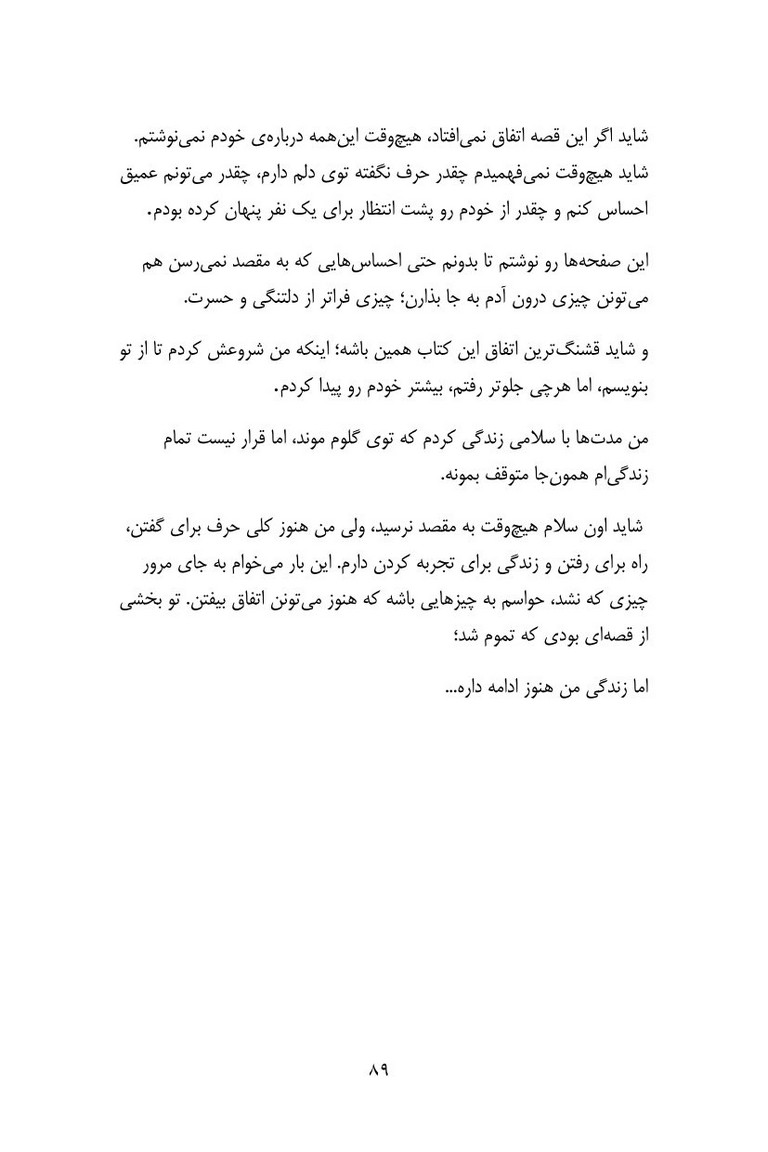 شاید اگر این قصه اتفاق نمی‌افتاد، هیچ‌وقت این‌همه درباره‌ی خودم نمی‌نوشتم.
شاید هیچ‌وقت نمی‌فهمیدم چقدر حرف نگفته توی دلم دارم، چقدر می‌تونم عمیق
احساس کنم و چقدر از خودم رو پشت انتظار برای یک نفر پنهان کرده بودم.
این صفحه‌ها رو نوشتم تا بدونم حتی احساس‌هایی که به مقصد نمی‌رسن هم
می‌تونن چیزی درون آدم به جا بذارن؛ چیزی فراتر از دلتنگی و حسرت.
و شاید قشنگ‌ترین اتفاق این کتاب همین باشه؛ اینکه من شروعش کردم تا از تو
بنویسم، اما هرچی جلوتر رفتم، بیشتر خودم رو پیدا کردم.
من مدت‌ها با سلامی زندگی کردم که توی گلوم موند، اما قرار نیست تمام
زندگی‌ام همون‌جا متوقف بمونه.
شاید اون سلام هیچ‌وقت به مقصد نرسید، ولی من هنوز کلی حرف برای گفتن،
راه برای رفتن و زندگی برای تجربه کردن دارم. این بار می‌خوام به جای مرور
چیزی که نشد، حواسم به چیزهایی باشه که هنوز می‌تونن اتفاق بیفتن. تو بخشی
از قصه‌ای بودی که تموم شد؛
اما زندگی من هنوز ادامه داره...
۸۹